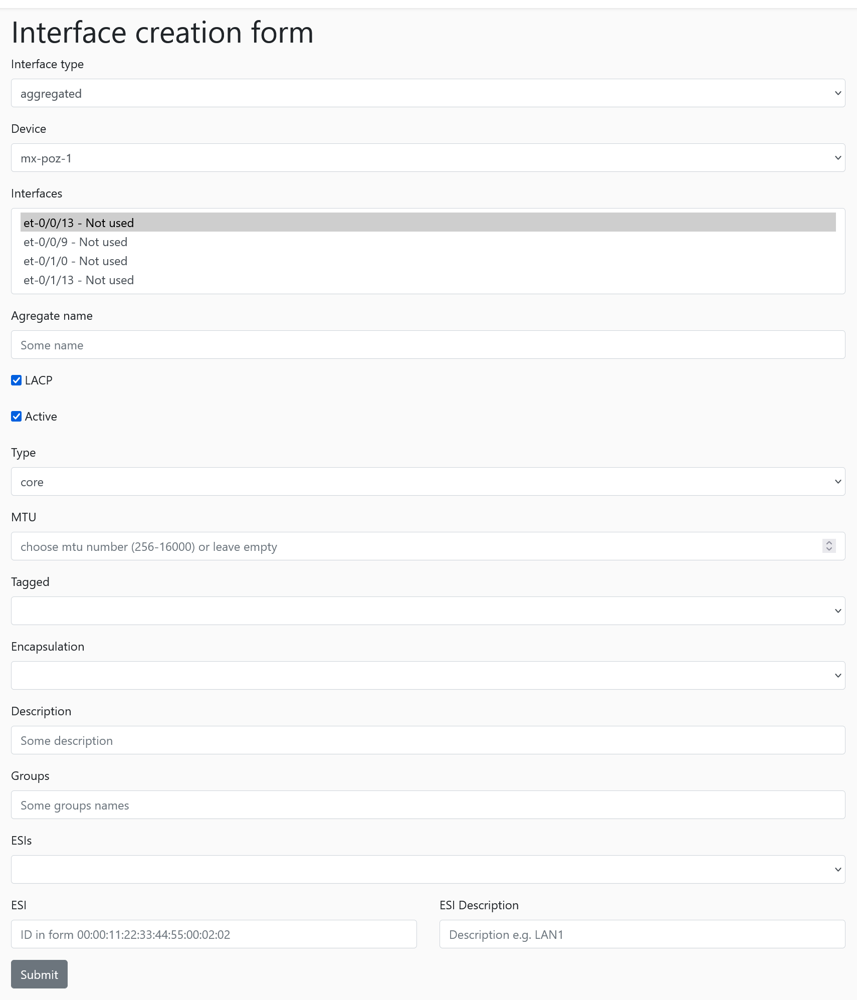 Interface creation form
Interface type
aggregated
Device
mx-poz-1
Interfaces
et-0/0/13 - Not used
et-0/0/9 - Not used
et-0/1/0 - Not used
et-0/1/13 - Not used
Agregate name
Some name
LACP
Active
Type
core
MTU
choose mtu number (256-16000) or leave empty
Tagged
Encapsulation
Description
Some description
Groups
Some groups names
ESIs
ESI
ESI Description
ID in form 00:00:11:22:33:44:55:00:02:02
Description e.g. LAN1
Submit